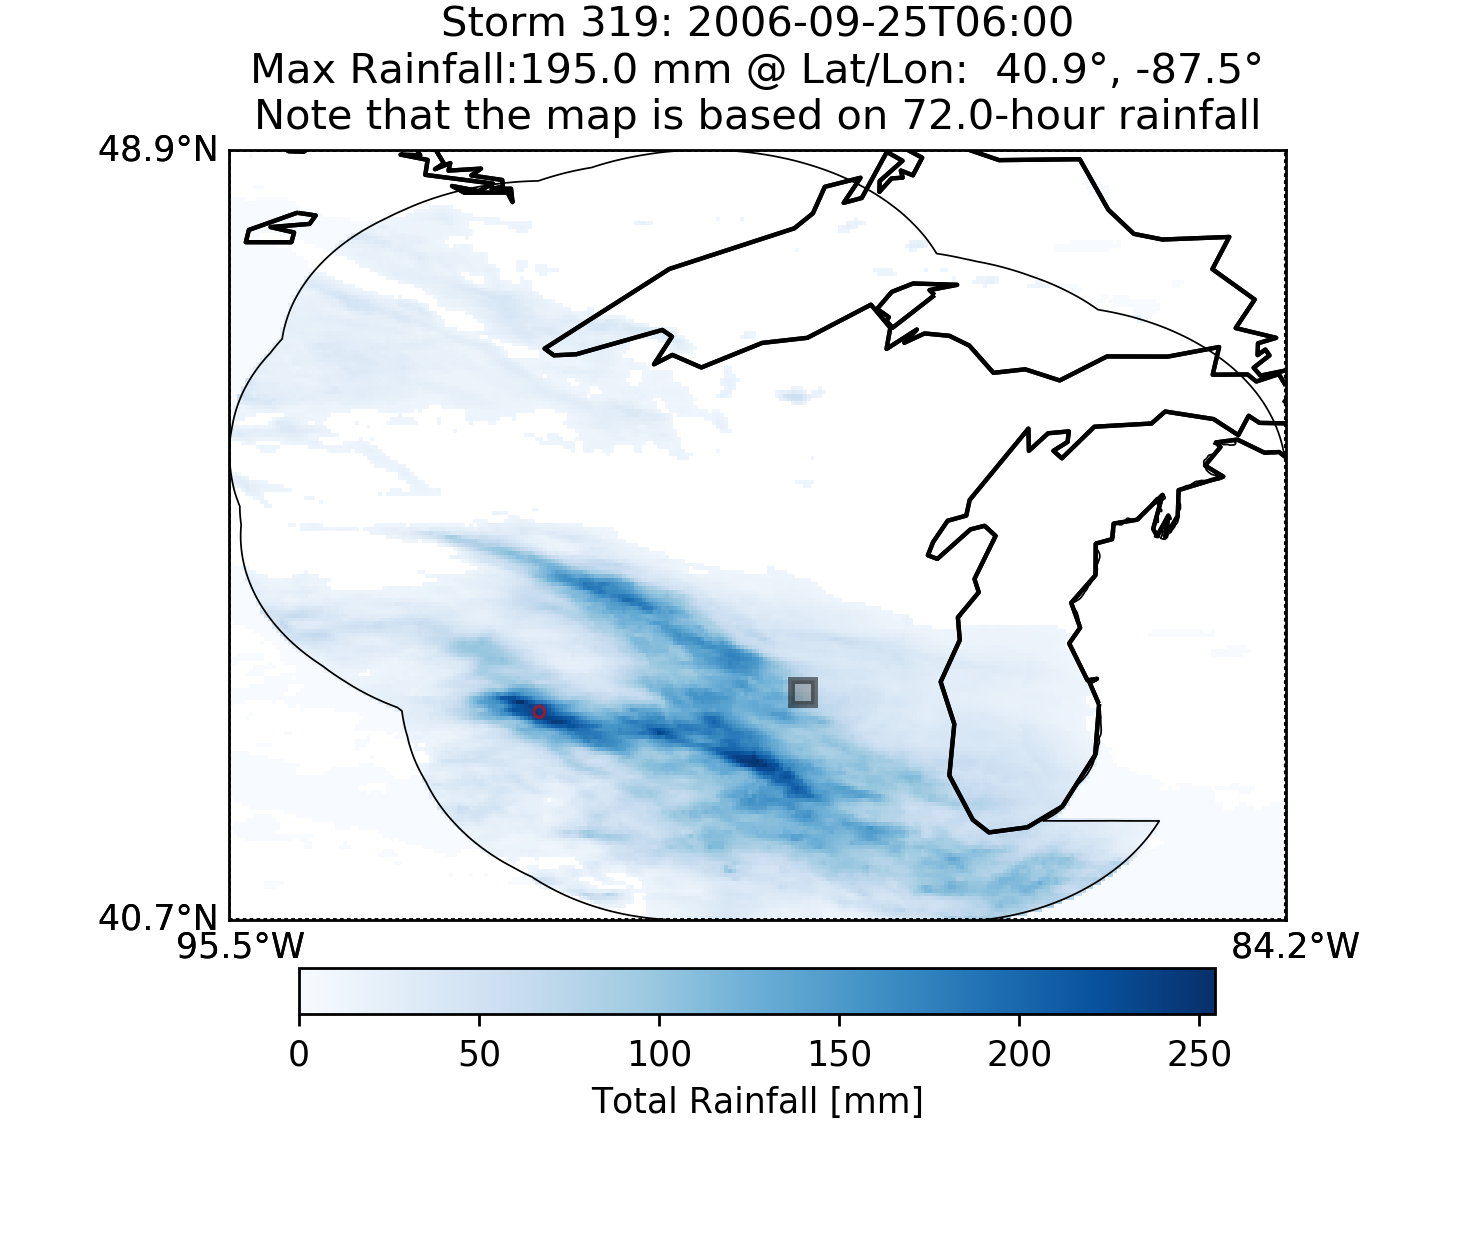 Storm 319: 2006-09-25T06:00
Max Rainfall:195.0 mm @ Lat/Lon:  40.9°, -87.5°
Note that the map is based on 72.0-hour rainfall
48.9°N
40.7°N
95.5°W 84.2°W
0 50 100 150 200 250
Total Rainfall [mm]